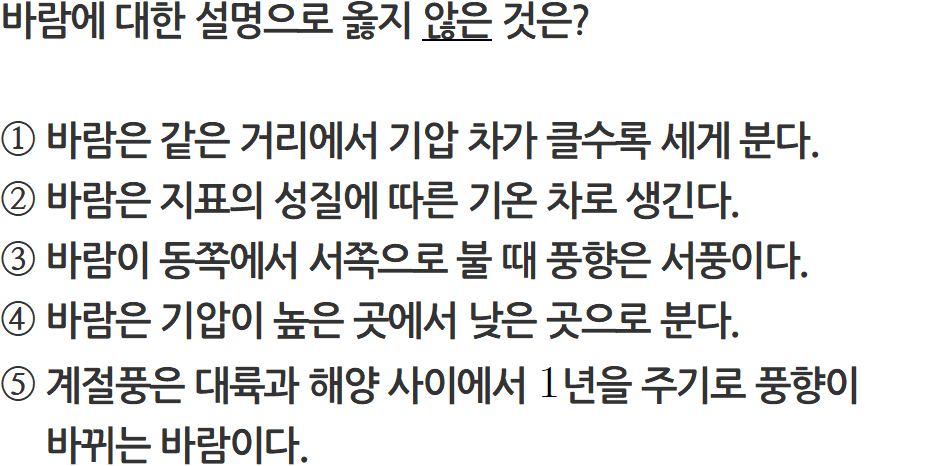 바람에 대한 설명으로 옳지 않은 것은?
① 바람은 같은 거리에서 기압 차가 클수록 세게 분다.
② 바람은 지표의 성질에 따른 기온 차로 생긴다.
③ 바람이 동쪽에서 서쪽으로 불 때 풍향은 서풍이다.
④ 바람은 기압이 높은 곳에서 낮은 곳으로 분다.
⑤ 계절풍은 대륙과 해양 사이에서 1년을 주기로 풍향이
바뀌는 바람이다.